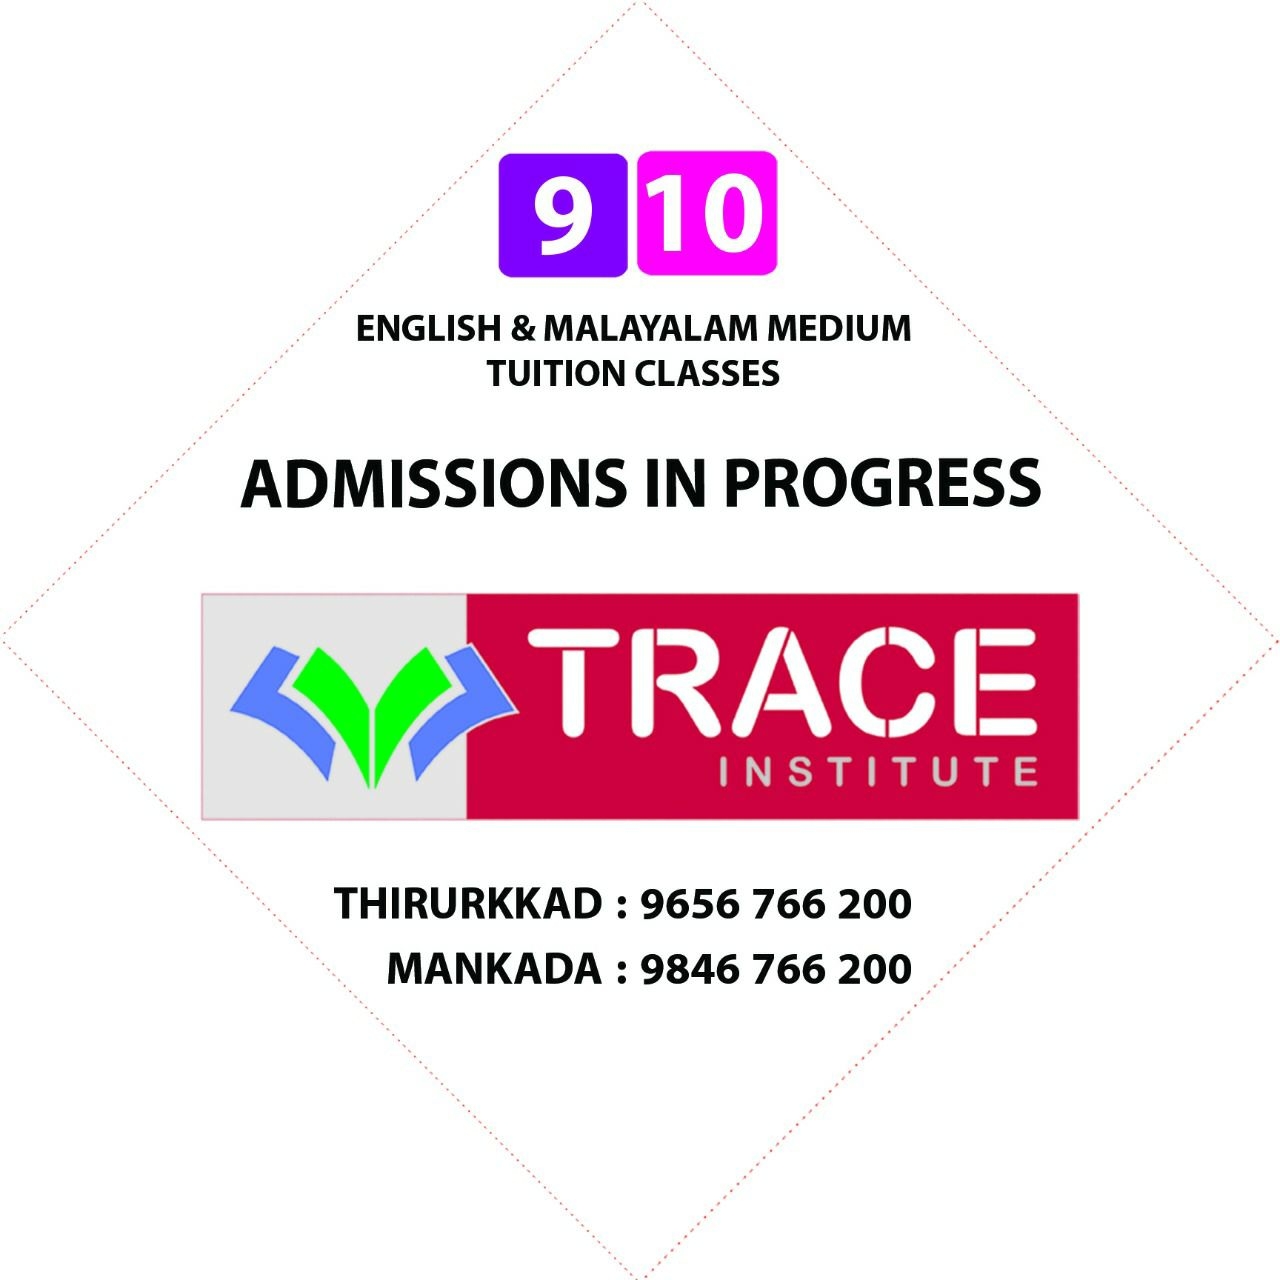 9 10
ENGLISH & MALAYALAM MEDIUM
TUITION CLASSES
ADMISSIONS IN PROGRESS
TRACE
INSTITUTE
THIRURKKAD : 9656 766 200
MANKADA : 9846 766 200